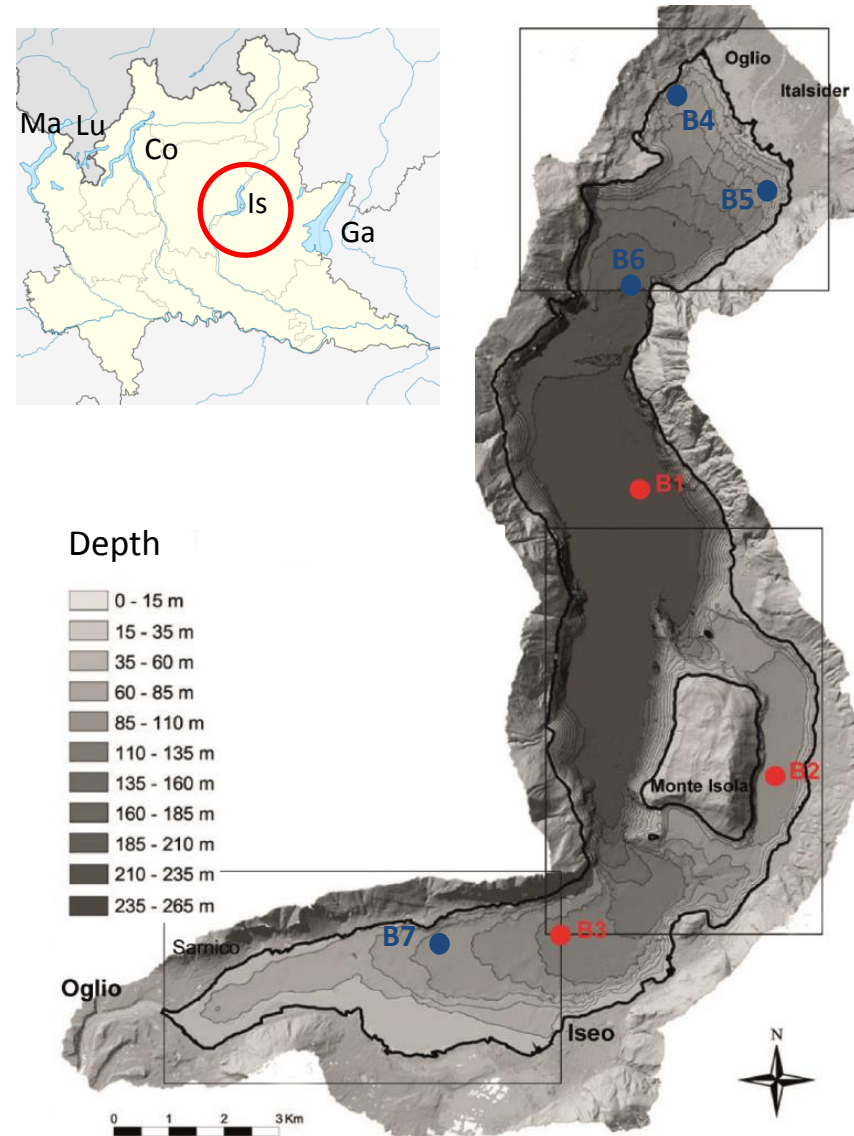 Ma
Lu
Co
Is
Ga
Oglio
Italsider
B4
B5
B6
B1
Depth
0 - 15 m
15 - 35 m
35 - 60 m
60 - 85 m
85 - 110 m
110 - 135 m
135 - 160 m
160 - 185 m
185 - 210 m
210 - 235 m
235 - 265 m
B2
Monte Isola
B7
B3
Sarnico
Oglio
Iseo
N
0 1 2 3 Km